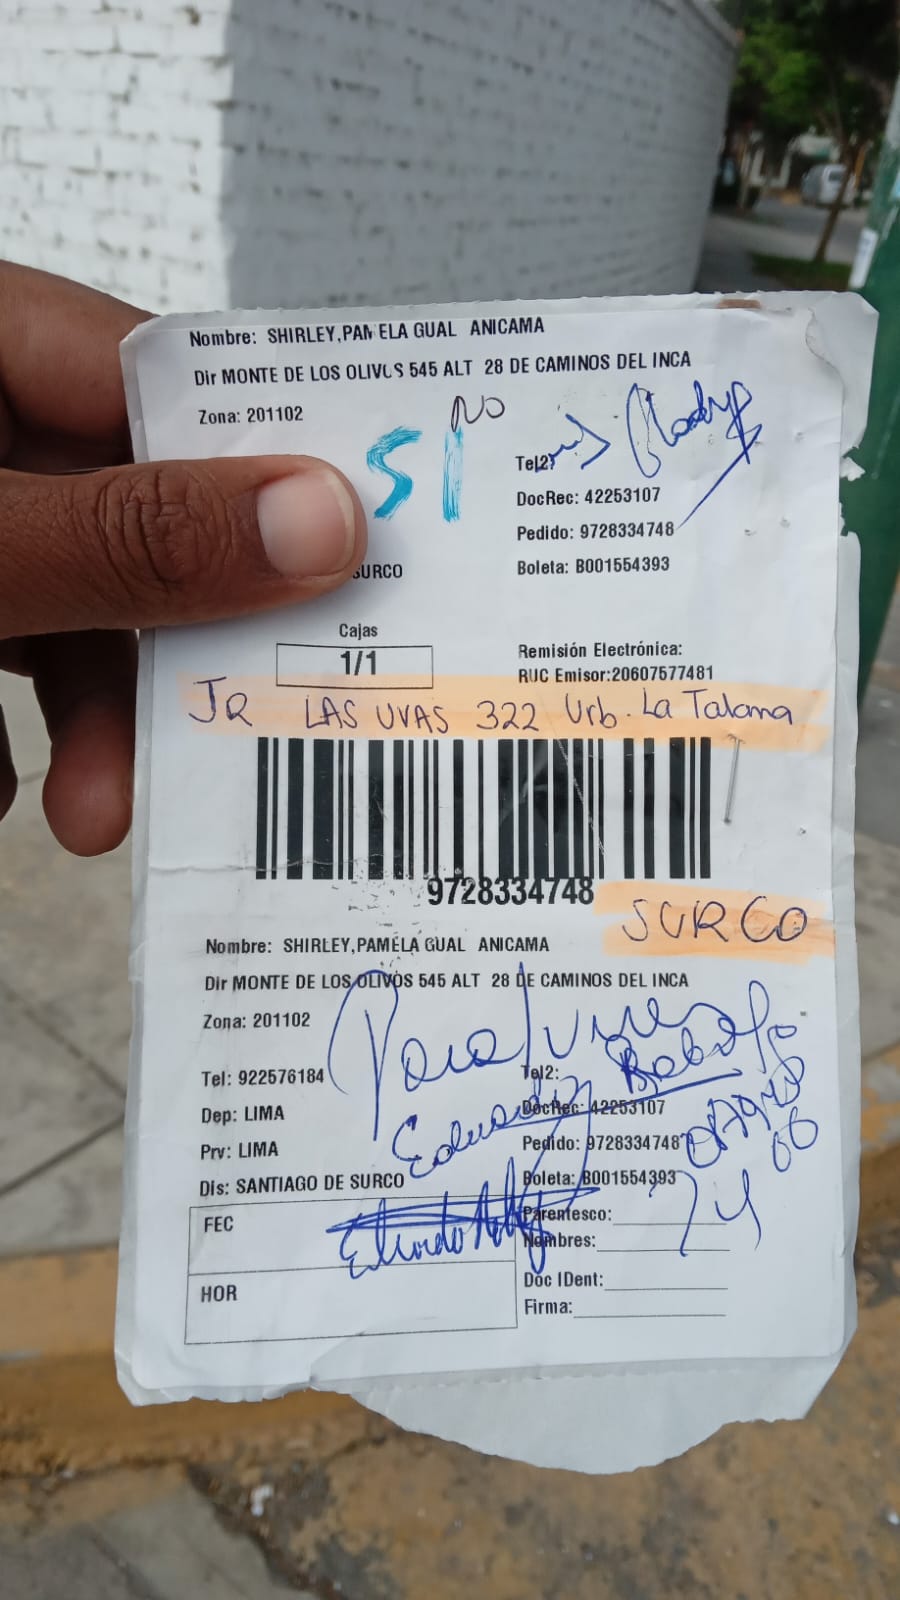 Nombre: SHIRLEY,PAMELA GUAL ANICAMA
Dir MONTE DE LOS OLIVOS 545 ALT 28 DE CAMINOS DEL INCA
Zona: 201102
NO
SI
Tel2:
DocRec: 42253107
Pedido: 9728334748
Boleta: B001554393
SURCO
Cajas
1/1
Remisión Electrónica:
RUC Emisor:20607577481
JR LAS UVAS 322 Urb. La Talana
9728334748
SURCO
Nombre: SHIRLEY,PAMELA GUAL ANICAMA
Dir MONTE DE LOS OLIVOS 545 ALT 28 DE CAMINOS DEL INCA
Zona: 201102
Para
Tel: 922576184
Tel2:
Eduardo
Dep: LIMA
DocRec: 42253107
Prv: LIMA
Pedido: 9728334748
Dis: SANTIAGO DE SURCO
Boleta: B001554393
FEC
Parentesco:
Nombres:
HOR
Doc IDent:
Firma: